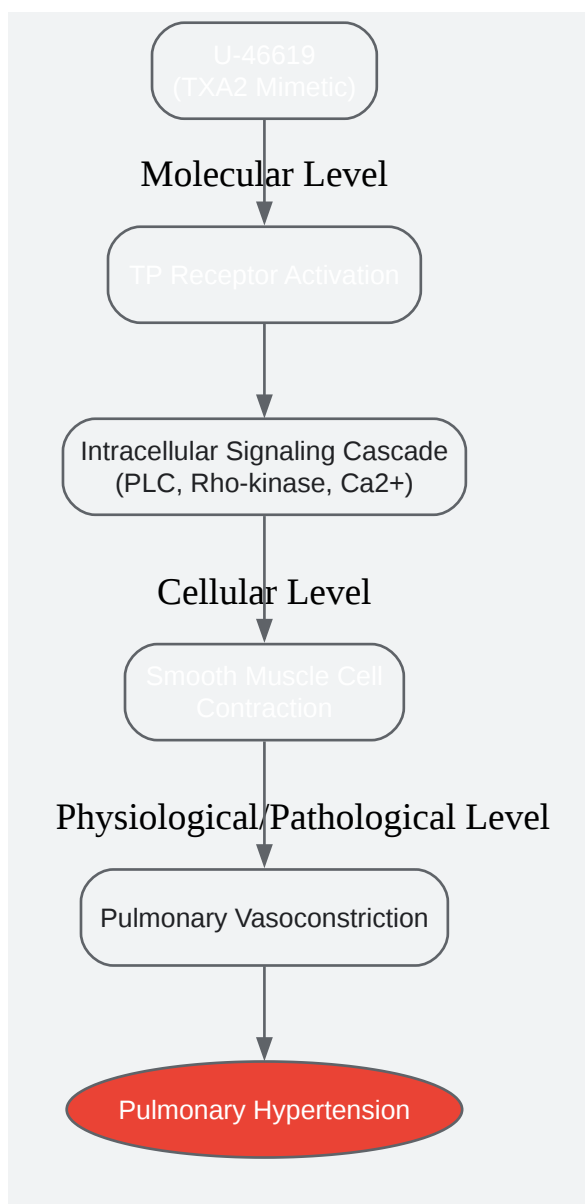 U-46619
(TXA2 Mimetic)
Molecular Level
TP Receptor Activation
Intracellular Signaling Cascade
(PLC, Rho-kinase, Ca2+)
Cellular Level
Smooth Muscle Cell
Contraction
Physiological/Pathological Level
Pulmonary Vasoconstriction
Pulmonary Hypertension